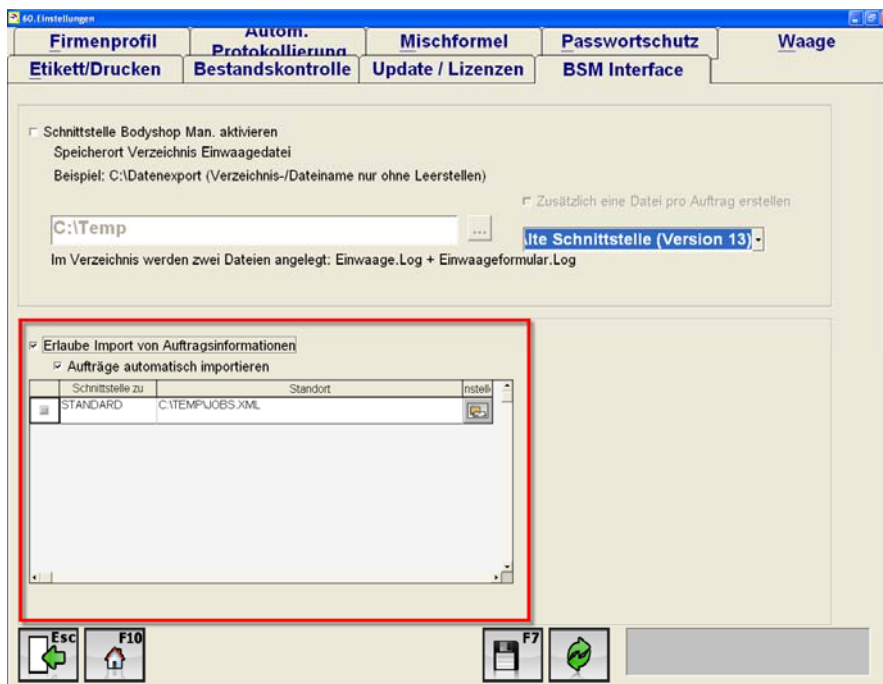 60.Einstellungen
Firmenprofil
Autom. Protokollierung
Mischformel
Passwortschutz
Waage
Etikett/Drucken
Bestandskontrolle
Update / Lizenzen
BSM Interface
Schnittstelle Bodyshop Man. aktivieren
Speicherort Verzeichnis Einwaagedatei
Beispiel: C:\Datenexport (Verzeichnis-/Dateiname nur ohne Leerstellen)
Zusätzlich eine Datei pro Auftrag erstellen
C:\Temp
...
lte Schnittstelle (Version 13)
Im Verzeichnis werden zwei Dateien angelegt: Einwaage.Log + Einwaageformular.Log
Erlaube Import von Auftragsinformationen
Aufträge automatisch importieren
Schnittstelle zu Standort nstell
STANDARD C:\TEMP\JOBS.XML
Esc
F10
F7